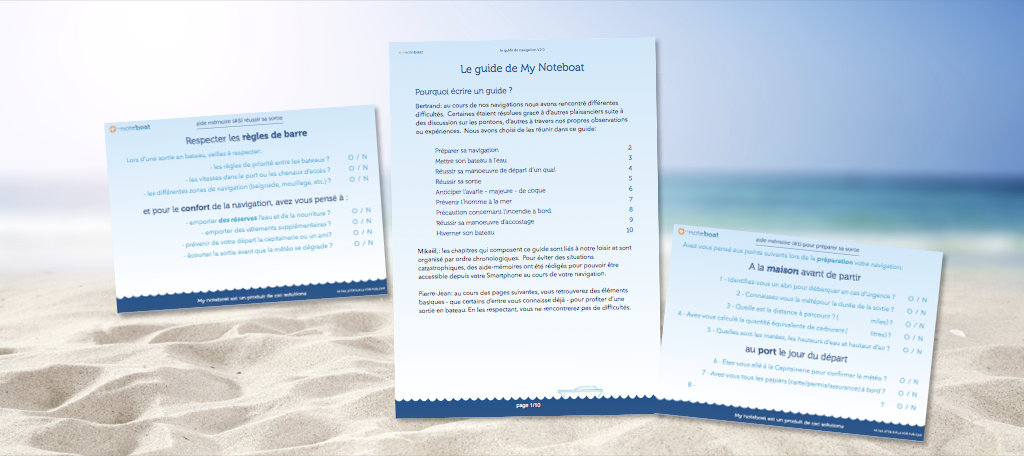 noteboat
aide mémoire (#3) réussir sa sortie
Respecter les règles de barre
Lors d'une sortie en bateau, veillez à respecter:
- les règles de priorité entre les bateaux ? O / N
- les vitesses dans le port ou les chenaux d'accès ? O / N
- les différentes zones de navigation (baignade, mouillage, etc.) ? O / N
et pour le confort de la navigation, avez vous pensé à :
- emporter des réserves l'eau et de la nourriture ? O / N
- emporter des vêtements supplémentaires ? O / N
- prévenir de votre départ la capitainerie ou un ami? O / N
- écourter la sortie avant que la météo se dégrade ? O / N
My noteboat est un produit de csr solutions
my noteboat
le guide de navigation V2.0
Le guide de My Noteboat
Pourquoi écrire un guide ?
Bertrand: au cours de nos navigations nous avons rencontré différentes
difficultés. Certaines étaient résolues grace à d'autres plaisanciers suite à
des discussion sur les pontons, d'autres à travers nos propres observations
ou expériences. Nous avons choisi de les réunir dans ce guide:
Préparer sa navigation 2
Mettre son bateau à l'eau 3
Réussir sa manoeuvre de départ d'un quai 4
Réussir sa sortie 5
Anticiper l'avarie - majeure - de coque 6
Prévenir l'homme à la mer 7
Précaution concernant l'incendie à bord 8
Réussir sa manoeuvre d'accostage 9
Hiverner son bateau 10
Mikaël,: les chapitres qui composent ce guide sont liés à notre loisir et sont
organisé par ordre chronologiques. Pour éviter des situations
catastrophiques, des aide-mémoires ont été rédigés pour pouvoir être
accessible depuis votre Smartphone au cours de votre navigation.
Pierre-Jean: au cours des pages suivantes, vous retrouverez des éléments
basiques - que certains d'entre vous connaisse déjà - pour profiter d'une
sortie en bateau. En les respectant, vous ne rencontrerez pas de difficultés.
page 1/10
my noteboat
aide mémoire (#1) pour préparer sa sortie
Avez vous pensé aux points suivants lors de la préparation votre navigation:
A la maison avant de partir
1 - Identifiez-vous un abri pour débarquer en cas d'urgence ? O / N
2 - Connaissez vous la météo pour la durée de la sortie ? O / N
3 - Quelle est la distance à parcourir ? ( miles) ? O / N
4 - Avez vous calculé la quantité équivalente de carburant ( litres) ? O / N
5 - Quelles sont les marées, les hauteurs d'eau et hauteur d'air ? O / N
au port le jour du départ
6 - Etes vous allé à la Capitainerie pour confirmer la météo ? O / N
7 - Avez vous tous les papiers (carte/permis/assurance) à bord ? O / N
8 - ? O / N
My noteboat est un produit de csr solutions